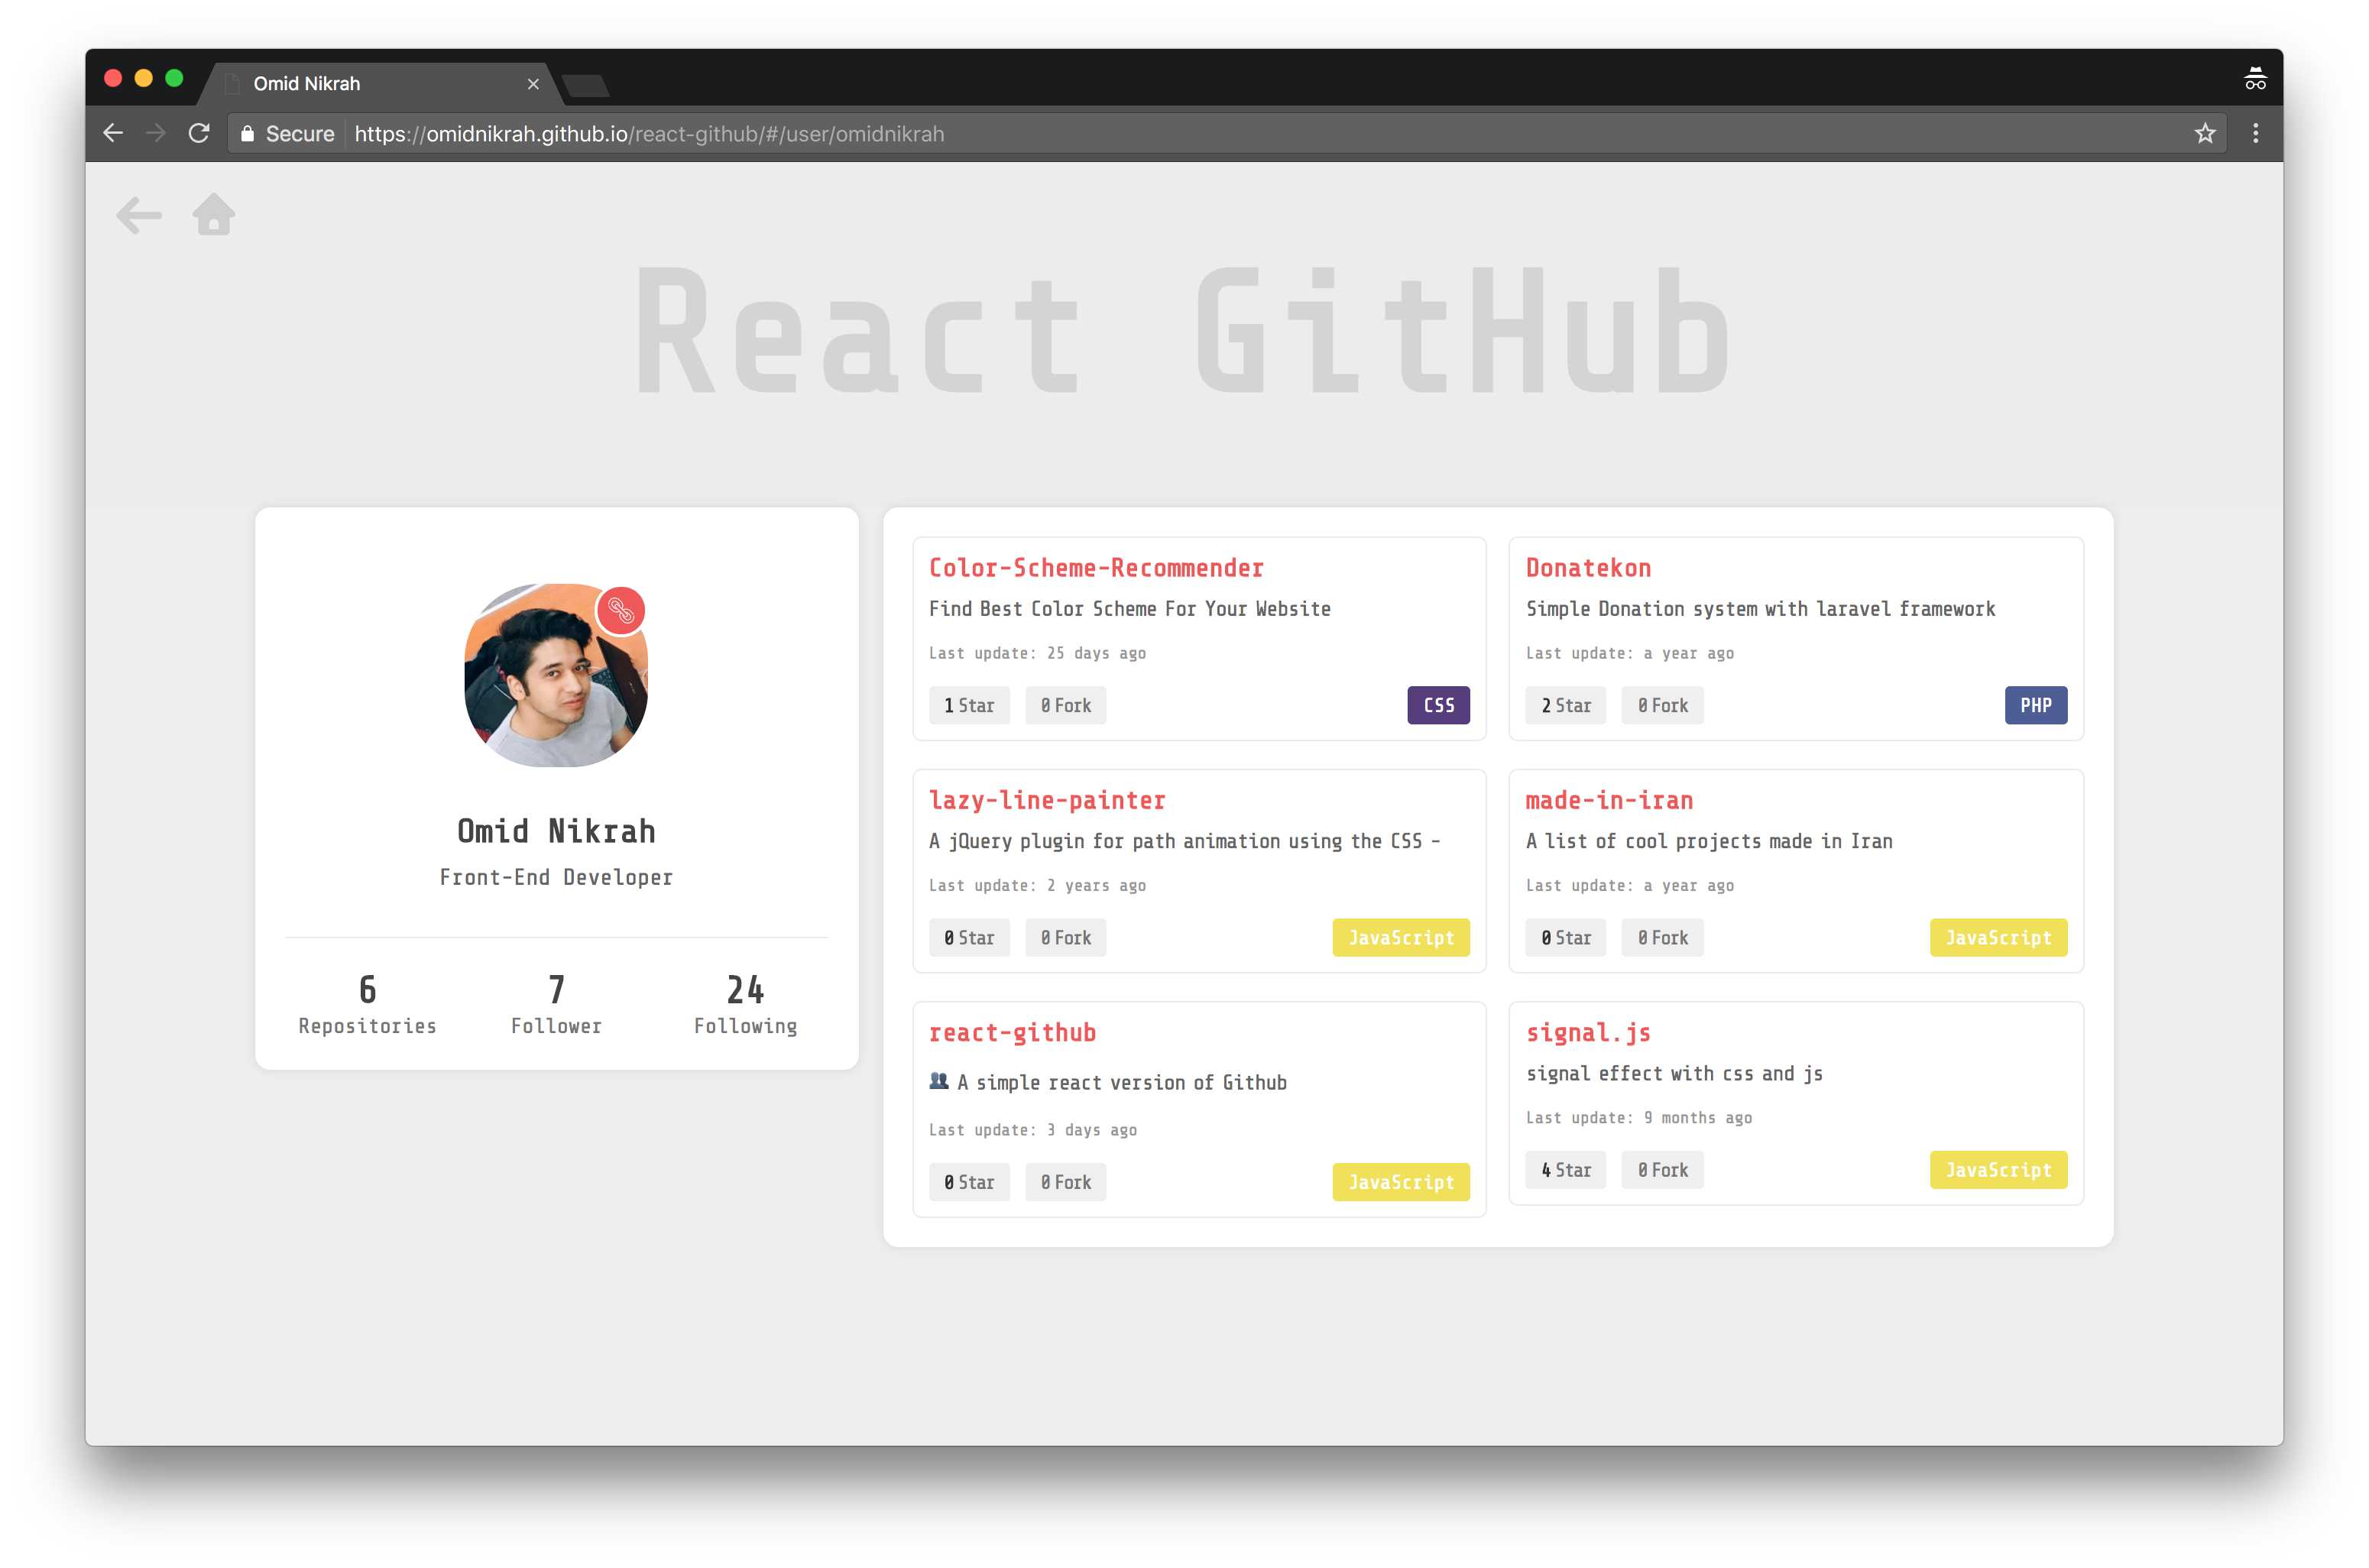 Omid Nikrah
Secure https://omidnikrah.github.io/react-github/#/user/omidnikrah
React GitHub
Omid Nikrah
Front-End Developer
6 7 24
Repositories Follower Following
Color-Scheme-Recommender
Find Best Color Scheme For Your Website
Last update: 25 days ago
1 Star 0 Fork CSS
Donatekon
Simple Donation system with laravel framework
Last update: a year ago
2 Star 0 Fork PHP
lazy-line-painter
A jQuery plugin for path animation using the CSS -
Last update: 2 years ago
0 Star 0 Fork JavaScript
made-in-iran
A list of cool projects made in Iran
Last update: a year ago
0 Star 0 Fork JavaScript
react-github
👥 A simple react version of Github
Last update: 3 days ago
0 Star 0 Fork JavaScript
signal.js
signal effect with css and js
Last update: 9 months ago
4 Star 0 Fork JavaScript